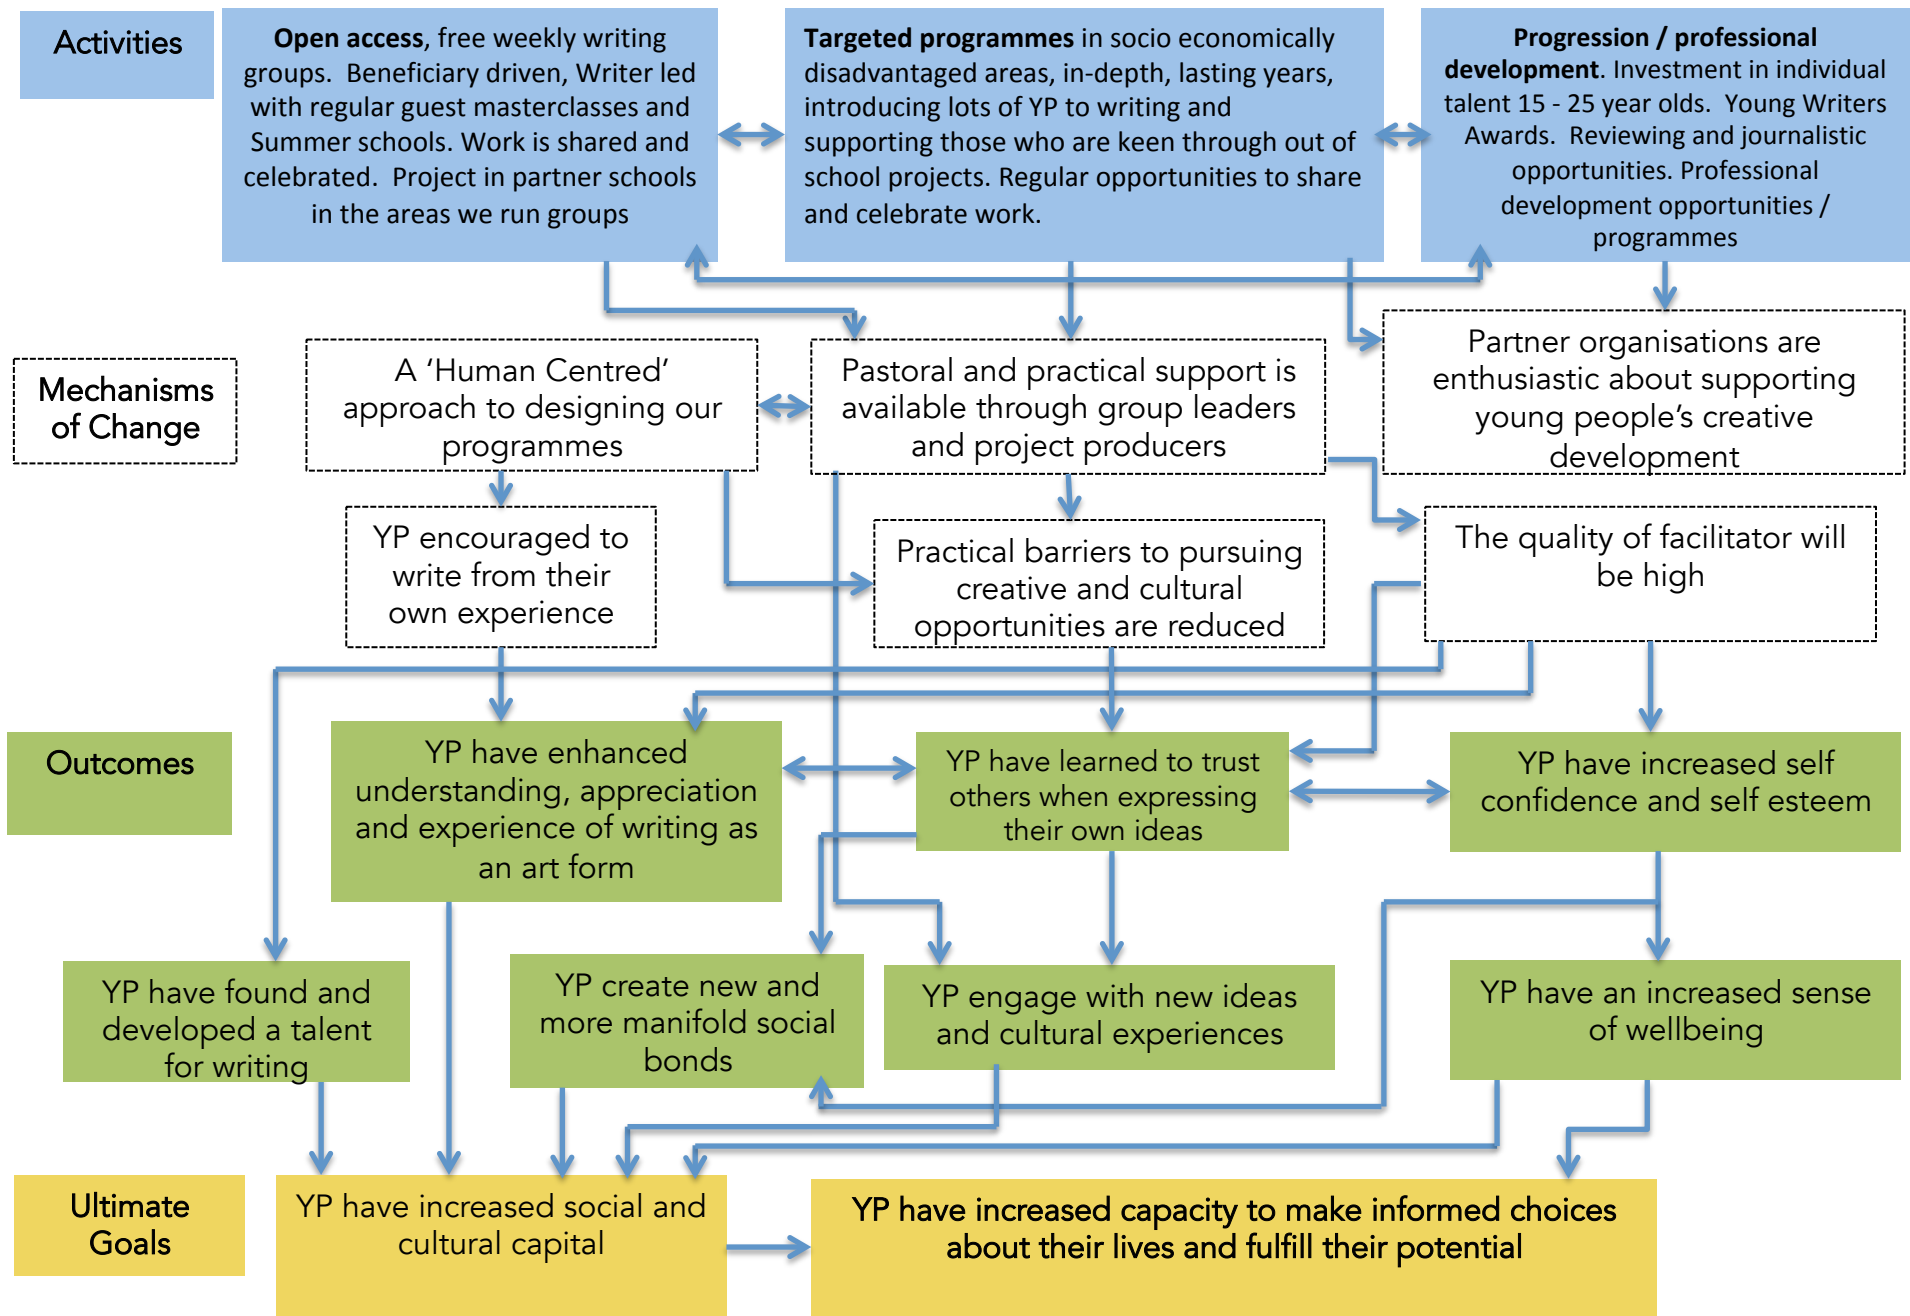 Activities
Open access, free weekly writing
groups.  Beneficiary driven, Writer led
with regular guest masterclasses and
Summer schools. Work is shared and
celebrated.  Project in partner schools
in the areas we run groups
Targeted programmes in socio economically
disadvantaged areas, in-depth, lasting years,
introducing lots of YP to writing and
supporting those who are keen through out of
school projects. Regular opportunities to share
and celebrate work.
Progression / professional
development. Investment in individual
talent 15 - 25 year olds.  Young Writers
Awards.  Reviewing and journalistic
opportunities. Professional
development opportunities /
programmes
Mechanisms
of Change
A ‘Human Centred’
approach to designing our
programmes
Pastoral and practical support is
available through group leaders
and project producers
Partner organisations are
enthusiastic about supporting
young people’s creative
development
YP encouraged to
write from their
own experience
Practical barriers to pursuing
creative and cultural
opportunities are reduced
The quality of facilitator will
be high
Outcomes
YP have enhanced
understanding, appreciation
and experience of writing as
an art form
YP have learned to trust
others when expressing
their own ideas
YP have increased self
confidence and self esteem
YP have found and
developed a talent
for writing
YP create new and
more manifold social
bonds
YP engage with new ideas
and cultural experiences
YP have an increased sense
of wellbeing
Ultimate
Goals
YP have increased social and
cultural capital
YP have increased capacity to make informed choices
about their lives and fulfill their potential